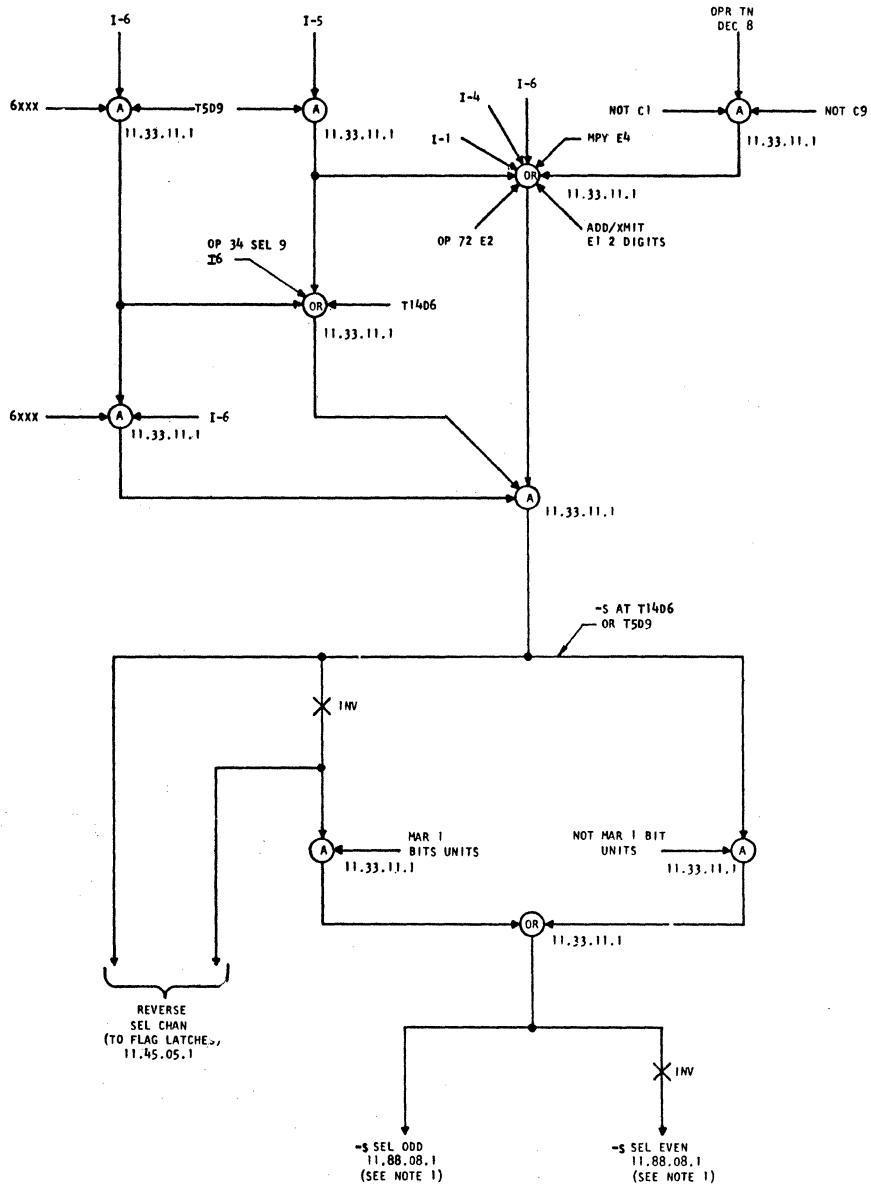 I-6
I-5
OPR TN
DEC 8
6XXX
A
T5D9
A
I-6
I-4
NOT C1
A
NOT C9
11.33.11.1
11.33.11.1
I-1
MPY E4
11.33.11.1
OR
11.33.11.1
OP 72 E2
ADD/XMIT
E1 2 DIGITS
OP 34 SEL 9
I6
OR
T14D6
11.33.11.1
6XXX
A
I-6
11.33.11.1
A
11.33.11.1
-S AT T14D6
OR T5D9
INV
MAR 1
BITS UNITS
NOT MAR 1 BIT
UNITS
A
A
11.33.11.1
11.33.11.1
OR
11.33.11.1
REVERSE
SEL CHAN
(TO FLAG LATCHES,
11.45.05.1
INV
-S SEL ODD
11.88.08.1
(SEE NOTE 1)
-S SEL EVEN
11.88.08.1
(SEE NOTE 1)